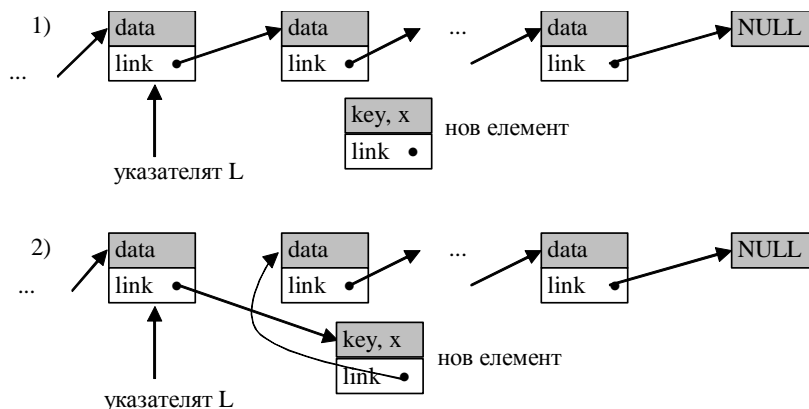 1)
data
data
...
data
NULL
...
link
link
link
key, x
нов елемент
link
указателят L
2)
data
data
...
data
NULL
...
link
link
link
key, x
нов елемент
link
указателят L